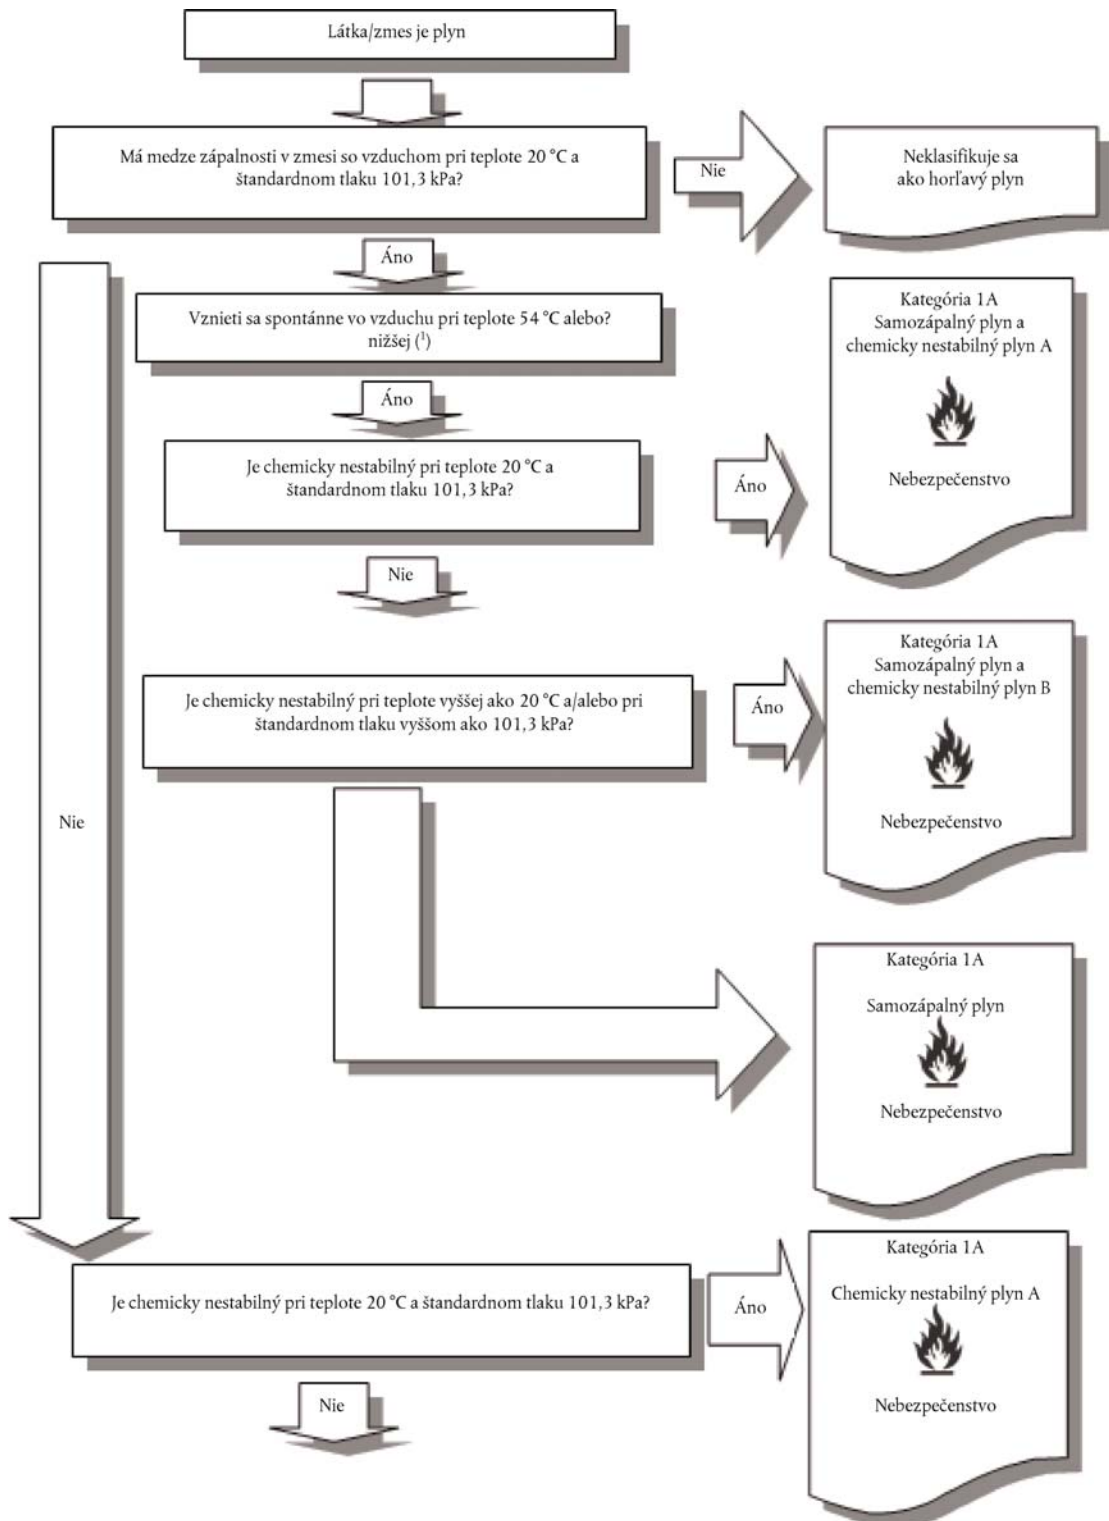 Látka/zmes je plyn
Má medze zápalnosti v zmesi so vzduchom pri teplote 20 °C a
štandardnom tlaku 101,3 kPa?
Nie
Neklasifikuje sa
ako horľavý plyn
Áno
Vznieti sa spontánne vo vzduchu pri teplote 54 °C alebo?
nižšej (¹)
Kategória 1A
Samozápalný plyn a
chemicky nestabilný plyn A
Nebezpečenstvo
Áno
Je chemicky nestabilný pri teplote 20 °C a
štandardnom tlaku 101,3 kPa?
Áno
Nie
Kategória 1A
Samozápalný plyn a
chemicky nestabilný plyn B
Nebezpečenstvo
Je chemicky nestabilný pri teplote vyššej ako 20 °C a/alebo pri
štandardnom tlaku vyššom ako 101,3 kPa?
Áno
Nie
Kategória 1A
Samozápalný plyn
Nebezpečenstvo
Je chemicky nestabilný pri teplote 20 °C a štandardnom tlaku 101,3 kPa?
Áno
Kategória 1A
Chemicky nestabilný plyn A
Nebezpečenstvo
Nie